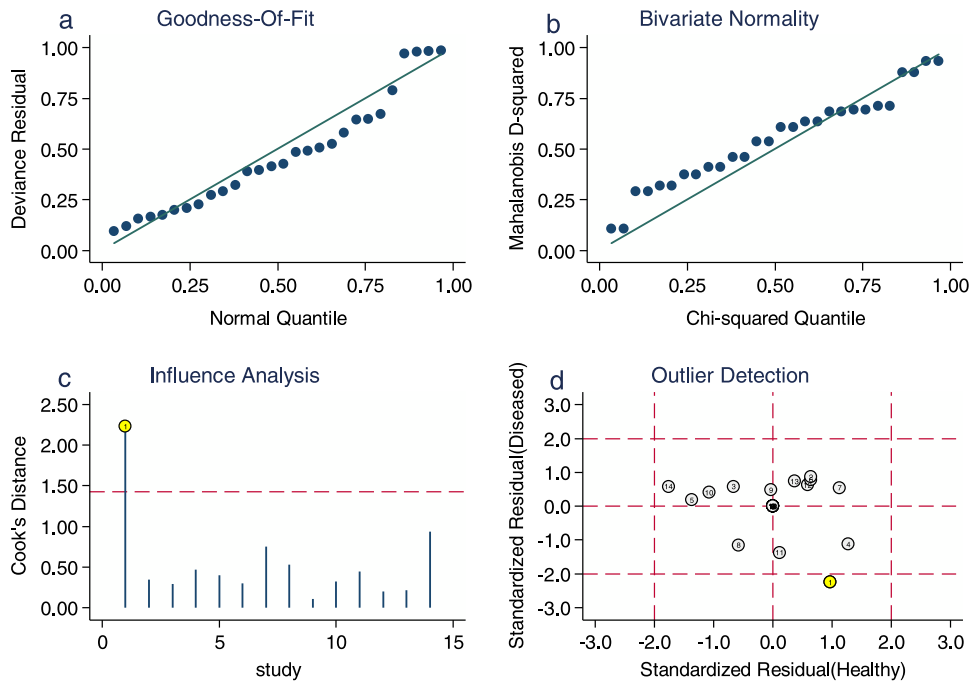 a Goodness-Of-Fit
Deviance Residual
1.00
0.75
0.50
0.25
0.00
0.00 0.25 0.50 0.75 1.00
Normal Quantile
b Bivariate Normality
Mahalanobis D-squared
1.00
0.75
0.50
0.25
0.00
0.00 0.25 0.50 0.75 1.00
Chi-squared Quantile
c Influence Analysis
Cook's Distance
2.50
2.00
1.50
1.00
0.50
0.00
1
0 5 10 15
study
d Outlier Detection
Standardized Residual(Diseased)
3.0
2.0
1.0
0.0
-1.0
-2.0
-3.0
14
5
10
3
9
13
7
8
11
4
1
-3.0 -2.0 -1.0 0.0 1.0 2.0 3.0
Standardized Residual(Healthy)